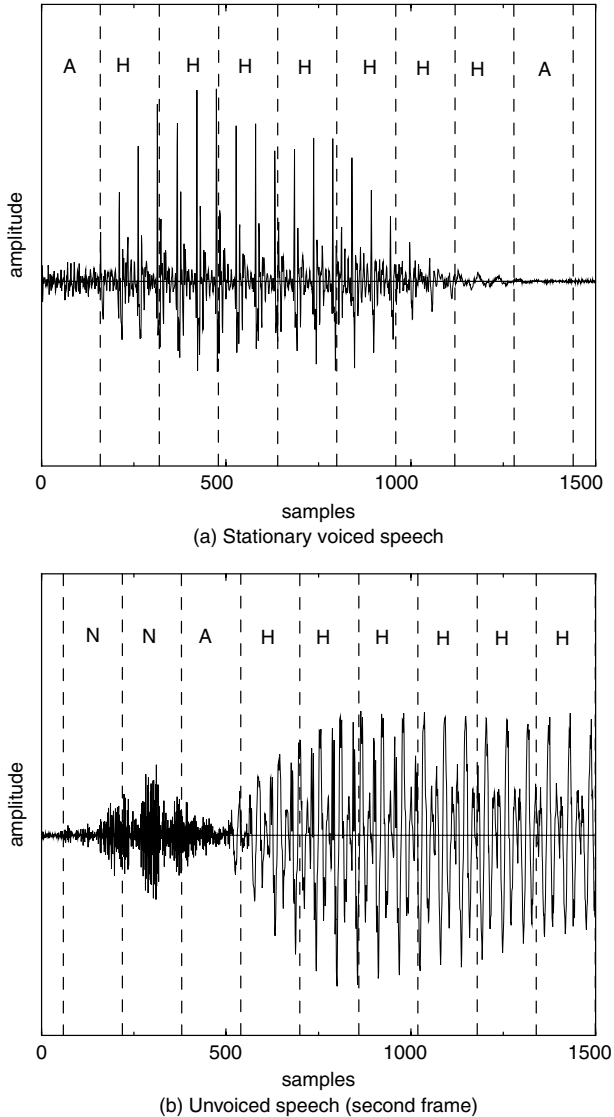 A H H H H H H H A
amplitude
0 500 1000 1500
samples
(a) Stationary voiced speech
N N A H H H H H H
amplitude
0 500 1000 1500
samples
(b) Unvoiced speech (second frame)